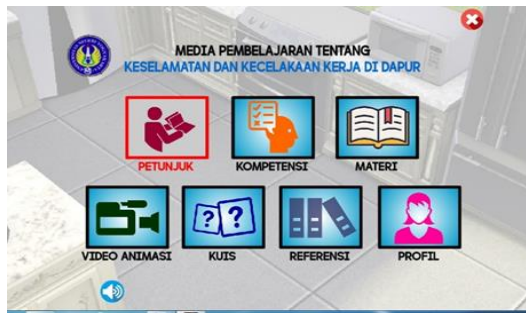 MEDIA PEMBELAJARAN TENTANG
KESELAMATAN DAN KECELAKAAN KERJA DI DAPUR
PETUNJUK
KOMPETENSI
MATERI
VIDEO ANIMASI
KUIS
REFERENSI
PROFIL